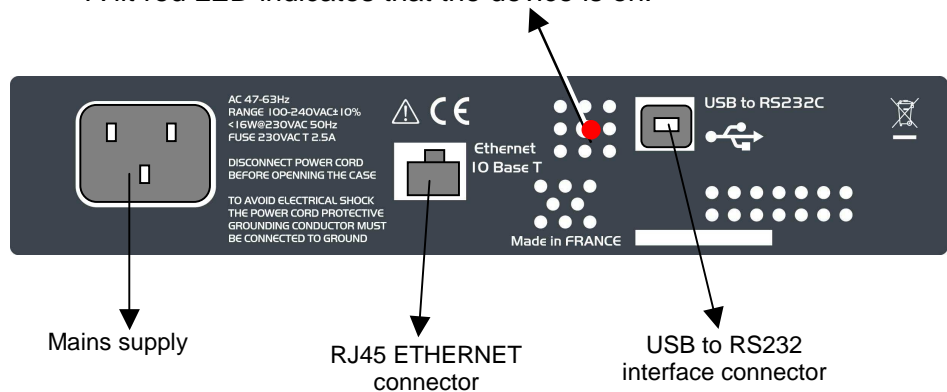 A lit red LED indicates that the device is on.
AC 47-63Hz
RANGE 100-240VAC±10%
<16W@230VAC 50Hz
FUSE 230VAC T 2.5A
DISCONNECT POWER CORD
BEFORE OPENNING THE CASE
TO AVOID ELECTRICAL SHOCK
THE POWER CORD PROTECTIVE
GROUNDING CONDUCTOR MUST
BE CONNECTED TO GROUND
CE
Ethernet
10 Base T
Made in FRANCE
USB to RS232C
Mains supply
RJ45 ETHERNET
connector
USB to RS232
interface connector